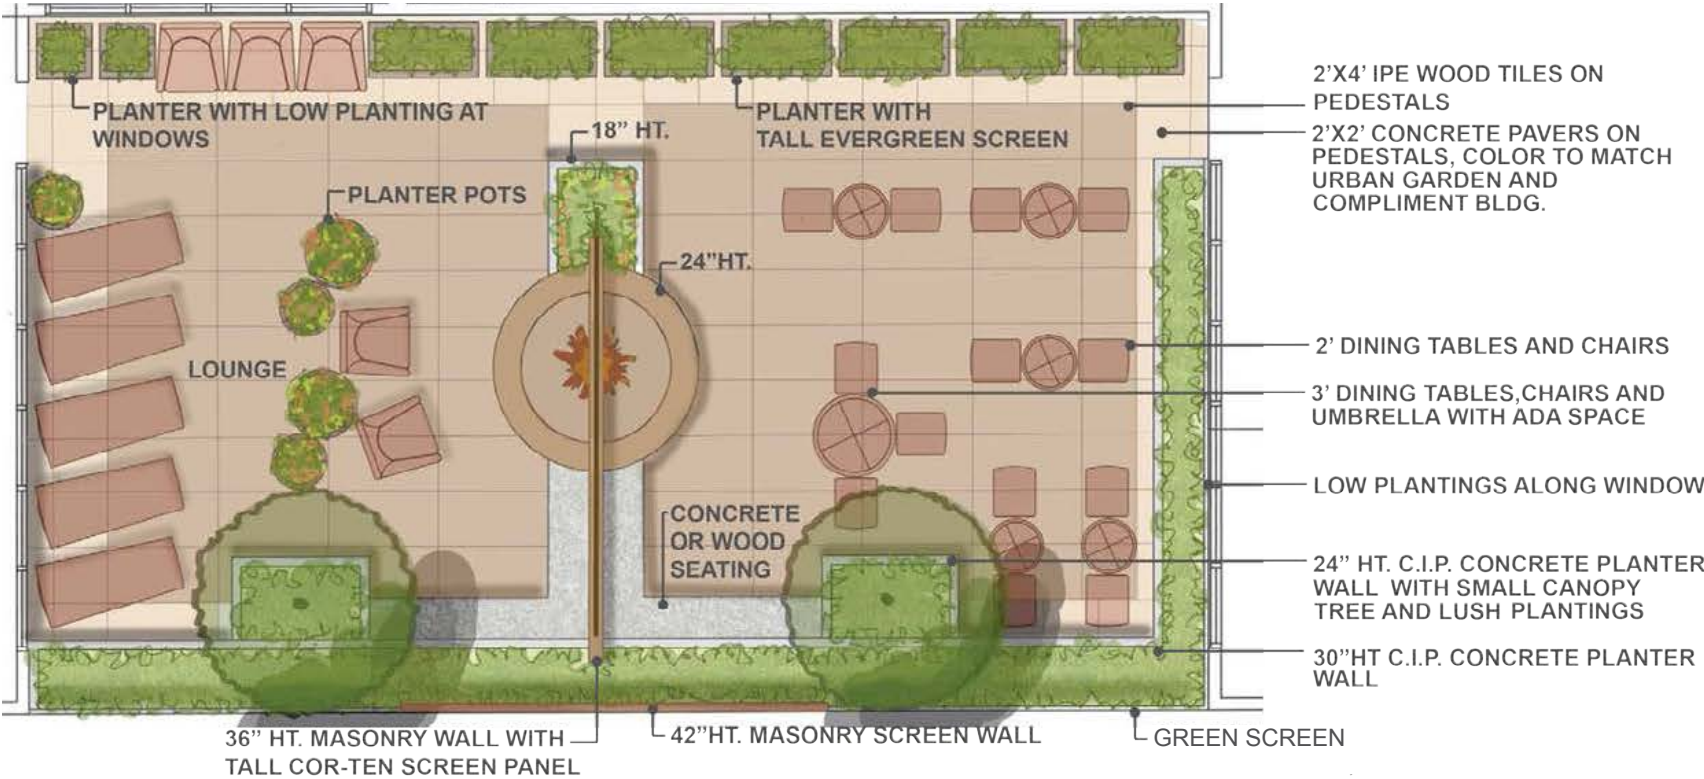 PLANTER WITH LOW PLANTING AT
WINDOWS
18” HT.
PLANTER WITH
TALL EVERGREEN SCREEN
2’X4’ IPE WOOD TILES ON
PEDESTALS
2’X2’ CONCRETE PAVERS ON
PEDESTALS, COLOR TO MATCH
URBAN GARDEN AND
COMPLIMENT BLDG.
PLANTER POTS
24”HT.
LOUNGE
2’ DINING TABLES AND CHAIRS
3’ DINING TABLES,CHAIRS AND
UMBRELLA WITH ADA SPACE
LOW PLANTINGS ALONG WINDOW
CONCRETE
OR WOOD
SEATING
24” HT. C.I.P. CONCRETE PLANTER
WALL WITH SMALL CANOPY
TREE AND LUSH PLANTINGS
30”HT C.I.P. CONCRETE PLANTER
WALL
36” HT. MASONRY WALL WITH
TALL COR-TEN SCREEN PANEL
42”HT. MASONRY SCREEN WALL
GREEN SCREEN